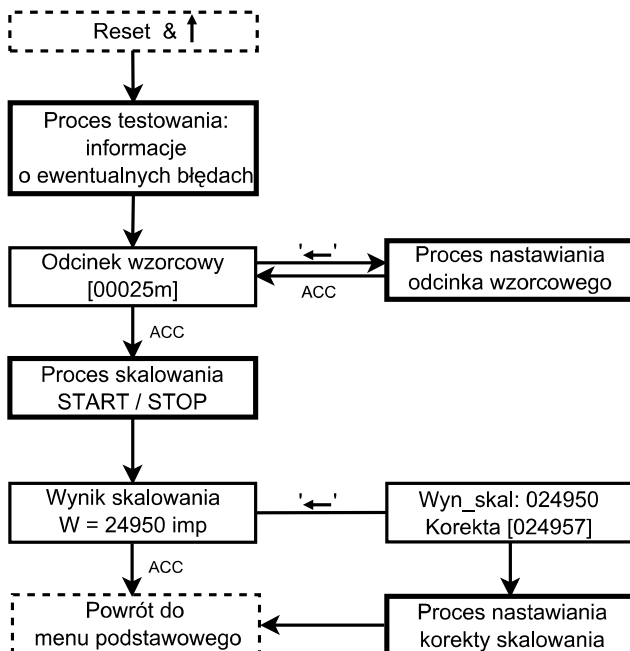 Reset & ↑
Proces testowania:
informacje
o ewentualnych błędach
Odcinek wzorcowy
[00025m]
'←'
ACC
Proces nastawiania
odcinka wzorcowego
ACC
Proces skalowania
START / STOP
Wynik skalowania
W = 24950 imp
'←'
Wyn_skal: 024950
Korekta [024957]
ACC
Powrót do
menu podstawowego
Proces nastawiania
korekty skalowania